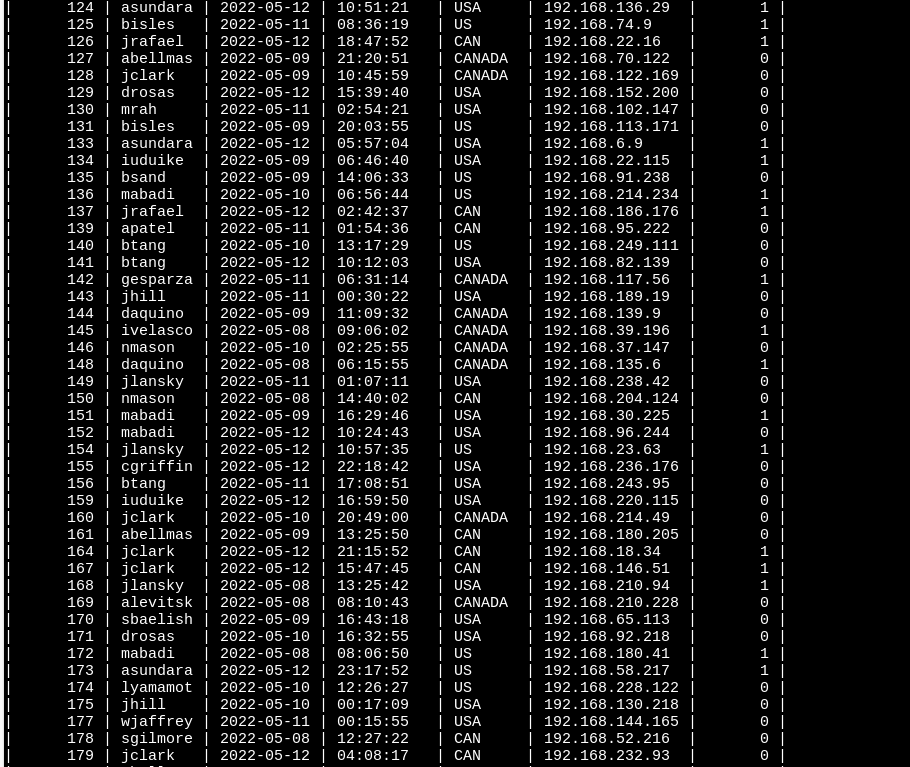 | 124 | asundara | 2022-05-12 | 10:51:21 | USA | 192.168.136.29 | 1 |
| 125 | bisles | 2022-05-11 | 08:36:19 | US | 192.168.74.9 | 1 |
| 126 | jrafael | 2022-05-12 | 18:47:52 | CAN | 192.168.22.16 | 1 |
| 127 | abellmas | 2022-05-09 | 21:20:51 | CANADA | 192.168.70.122 | 0 |
| 128 | jclark | 2022-05-09 | 10:45:59 | CANADA | 192.168.122.169 | 0 |
| 129 | drosas | 2022-05-12 | 15:39:40 | USA | 192.168.152.200 | 0 |
| 130 | mrah | 2022-05-11 | 02:54:21 | USA | 192.168.102.147 | 0 |
| 131 | bisles | 2022-05-09 | 20:03:55 | US | 192.168.113.171 | 0 |
| 133 | asundara | 2022-05-12 | 05:57:04 | USA | 192.168.6.9 | 1 |
| 134 | iuduike | 2022-05-09 | 06:46:40 | USA | 192.168.22.115 | 1 |
| 135 | bsand | 2022-05-09 | 14:06:33 | US | 192.168.91.238 | 0 |
| 136 | mabadi | 2022-05-10 | 06:56:44 | US | 192.168.214.234 | 1 |
| 137 | jrafael | 2022-05-12 | 02:42:37 | CAN | 192.168.186.176 | 1 |
| 139 | apatel | 2022-05-11 | 01:54:36 | CAN | 192.168.95.222 | 0 |
| 140 | btang | 2022-05-10 | 13:17:29 | US | 192.168.249.111 | 0 |
| 141 | btang | 2022-05-12 | 10:12:03 | USA | 192.168.82.139 | 0 |
| 142 | gesparza | 2022-05-11 | 06:31:14 | CANADA | 192.168.117.56 | 1 |
| 143 | jhill | 2022-05-11 | 00:30:22 | USA | 192.168.189.19 | 0 |
| 144 | daquino | 2022-05-09 | 11:09:32 | CANADA | 192.168.139.9 | 0 |
| 145 | ivelasco | 2022-05-08 | 09:06:02 | CANADA | 192.168.39.196 | 1 |
| 146 | nmason | 2022-05-10 | 02:25:55 | CANADA | 192.168.37.147 | 0 |
| 148 | daquino | 2022-05-08 | 06:15:55 | CANADA | 192.168.135.6 | 1 |
| 149 | jlansky | 2022-05-11 | 01:07:11 | USA | 192.168.238.42 | 0 |
| 150 | nmason | 2022-05-08 | 14:40:02 | CAN | 192.168.204.124 | 0 |
| 151 | mabadi | 2022-05-09 | 16:29:46 | USA | 192.168.30.225 | 1 |
| 152 | mabadi | 2022-05-12 | 10:24:43 | USA | 192.168.96.244 | 0 |
| 154 | jlansky | 2022-05-12 | 10:57:35 | US | 192.168.23.63 | 1 |
| 155 | cgriffin | 2022-05-12 | 22:18:42 | USA | 192.168.236.176 | 0 |
| 156 | btang | 2022-05-11 | 17:08:51 | USA | 192.168.243.95 | 0 |
| 159 | iuduike | 2022-05-12 | 16:59:50 | USA | 192.168.220.115 | 0 |
| 160 | jclark | 2022-05-10 | 20:49:00 | CANADA | 192.168.214.49 | 0 |
| 161 | abellmas | 2022-05-09 | 13:25:50 | CAN | 192.168.180.205 | 0 |
| 164 | jclark | 2022-05-12 | 21:15:52 | CAN | 192.168.18.34 | 1 |
| 167 | jclark | 2022-05-12 | 15:47:45 | CAN | 192.168.146.51 | 1 |
| 168 | jlansky | 2022-05-08 | 13:25:42 | USA | 192.168.210.94 | 1 |
| 169 | alevitsk | 2022-05-08 | 08:10:43 | CANADA | 192.168.210.228 | 0 |
| 170 | sbaelish | 2022-05-09 | 16:43:18 | USA | 192.168.65.113 | 0 |
| 171 | drosas | 2022-05-10 | 16:32:55 | USA | 192.168.92.218 | 0 |
| 172 | mabadi | 2022-05-08 | 08:06:50 | US | 192.168.180.41 | 1 |
| 173 | asundara | 2022-05-12 | 23:17:52 | US | 192.168.58.217 | 1 |
| 174 | lyamamot | 2022-05-10 | 12:26:27 | US | 192.168.228.122 | 0 |
| 175 | jhill | 2022-05-10 | 00:17:09 | USA | 192.168.130.218 | 0 |
| 177 | wjaffrey | 2022-05-11 | 00:15:55 | USA | 192.168.144.165 | 0 |
| 178 | sgilmore | 2022-05-08 | 12:27:22 | CAN | 192.168.52.216 | 0 |
| 179 | jclark | 2022-05-12 | 04:08:17 | CAN | 192.168.232.93 | 0 |